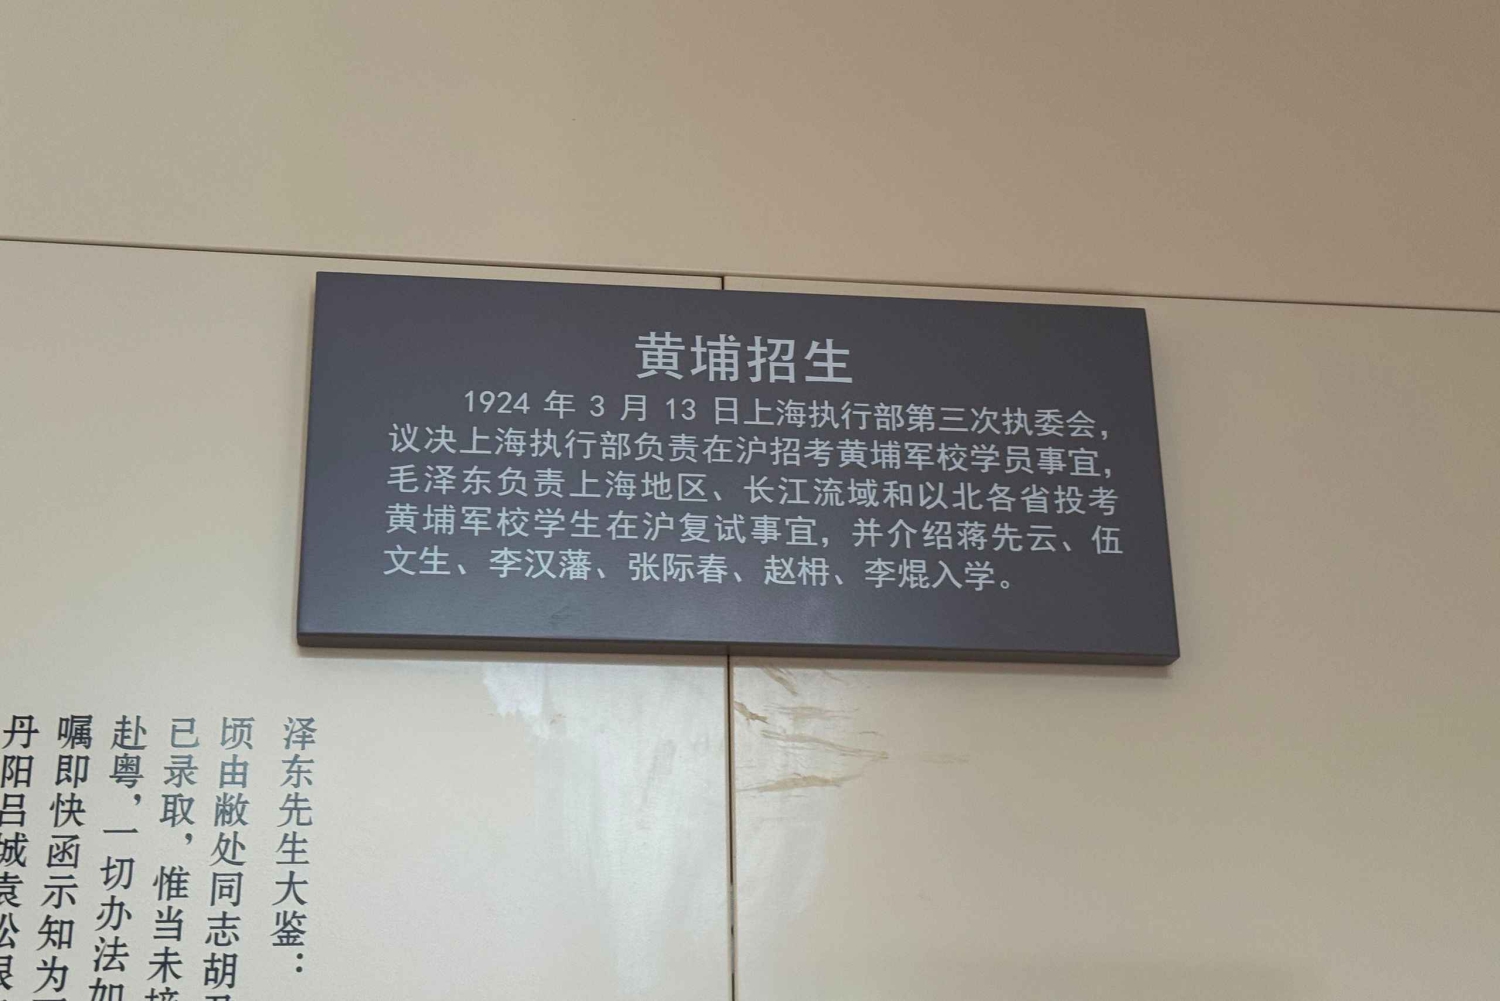 黄埔招生
1924 年 3 月 13 日上海执行部第三次执委会，
议决上海执行部负责在沪招考黄埔军校学员事宜，
毛泽东负责上海地区、长江流域和以北各省投考
黄埔军校学生在沪复试事宜，并介绍蒋先云、伍
文生、李汉藩、张际春、赵枬、李焜入学。
泽东先生大鉴：
顷由敝处同志胡
已录取，惟当未接
赴粤，一切办法如
嘱即快函示知为
丹阳吕城袁松